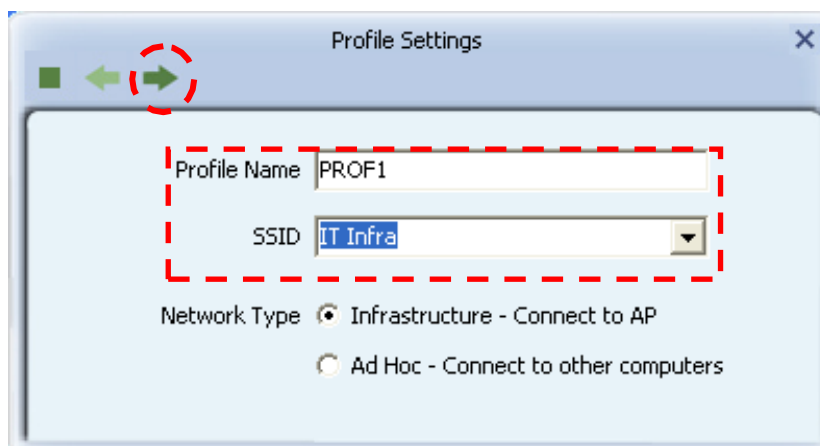 Profile Settings
Profile Name PROF1
SSID IT Infra
Network Type Infrastructure - Connect to AP
Ad Hoc - Connect to other computers